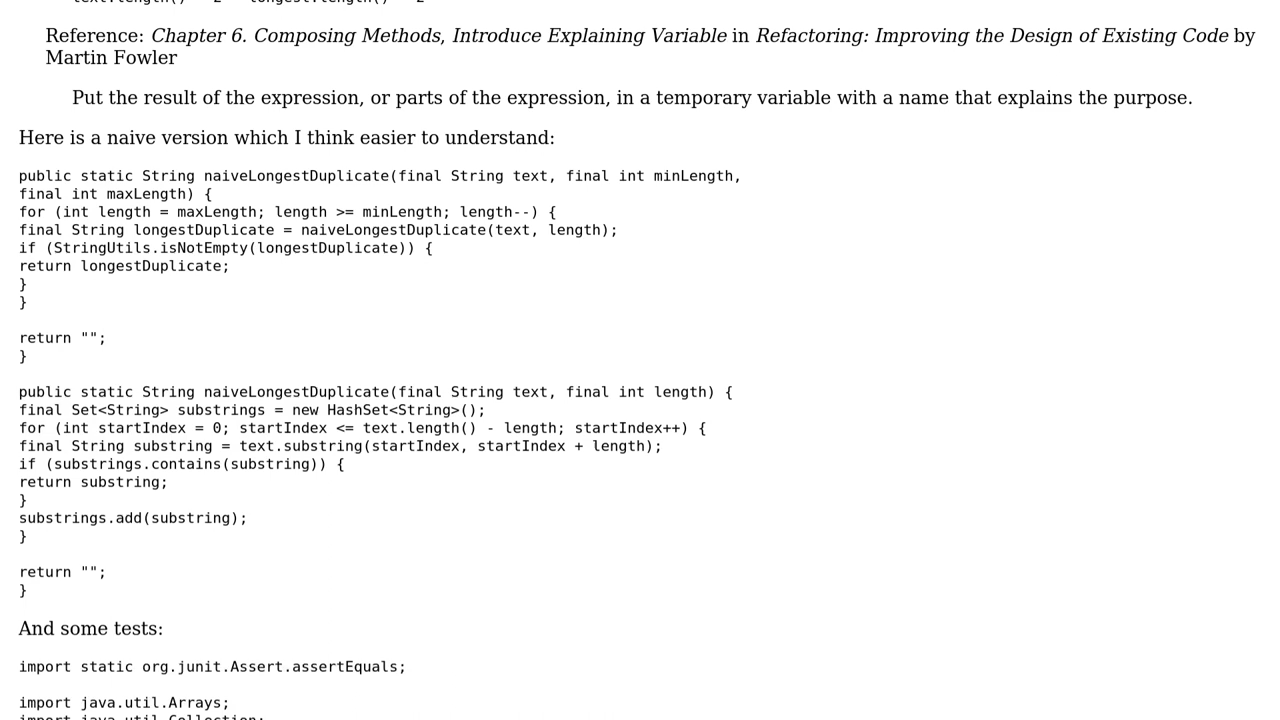 Reference: Chapter 6. Composing Methods, Introduce Explaining Variable in Refactoring: Improving the Design of Existing Code by
Martin Fowler
Put the result of the expression, or parts of the expression, in a temporary variable with a name that explains the purpose.
Here is a naive version which I think easier to understand:
public static String naiveLongestDuplicate(final String text, final int minLength,
final int maxLength) {
for (int length = maxLength; length >= minLength; length--) {
final String longestDuplicate = naiveLongestDuplicate(text, length);
if (StringUtils.isNotEmpty(longestDuplicate)) {
return longestDuplicate;
}
}
return "";
}
public static String naiveLongestDuplicate(final String text, final int length) {
final Set<String> substrings = new HashSet<String>();
for (int startIndex = 0; startIndex <= text.length() - length; startIndex++) {
final String substring = text.substring(startIndex, startIndex + length);
if (substrings.contains(substring)) {
return substring;
}
substrings.add(substring);
}
return "";
}
And some tests:
import static org.junit.Assert.assertEquals;
import java.util.Arrays;
import java.util.Collection;